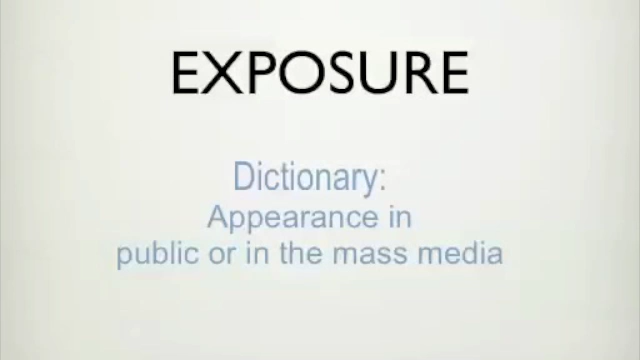 EXPOSURE
Dictionary:
Appearance in
public or in the mass media